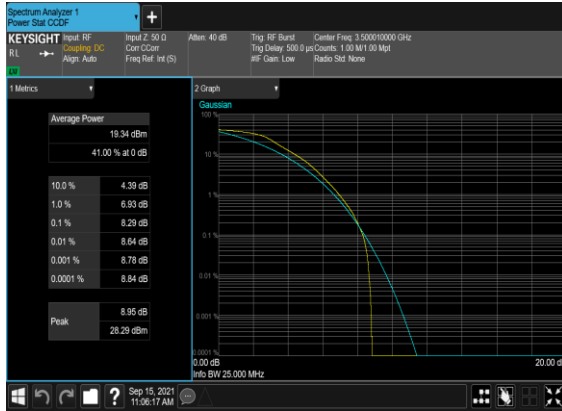 Spectrum Analyzer 1
Power Stat CCDF
+
KEYSIGHT Input: RF Input Z: 50 Ω Atten: 40 dB Trig: RF Burst Center Freq: 3.500010000 GHz
RL Coupling: DC Corr CCorr Trig Delay: 500.0 µs Counts: 1.00 M/1.00 Mpt
Align: Auto Freq Ref: Int (S) #IF Gain: Low Radio Std: None
1 Metrics
2 Graph
Average Power
19.34 dBm
41.00 % at 0 dB
10.0 % 4.39 dB
1.0 % 6.93 dB
0.1 % 8.29 dB
0.01 % 8.64 dB
0.001 % 8.78 dB
0.0001 % 8.84 dB
Peak 8.95 dB
28.29 dBm
Gaussian
100 %
10 %
1 %
0.1 %
0.01 %
0.001 %
0.0001 %
0.00 dB 20.00 d
Info BW 25.000 MHz
?
Sep 15, 2021
11:06:17 AM